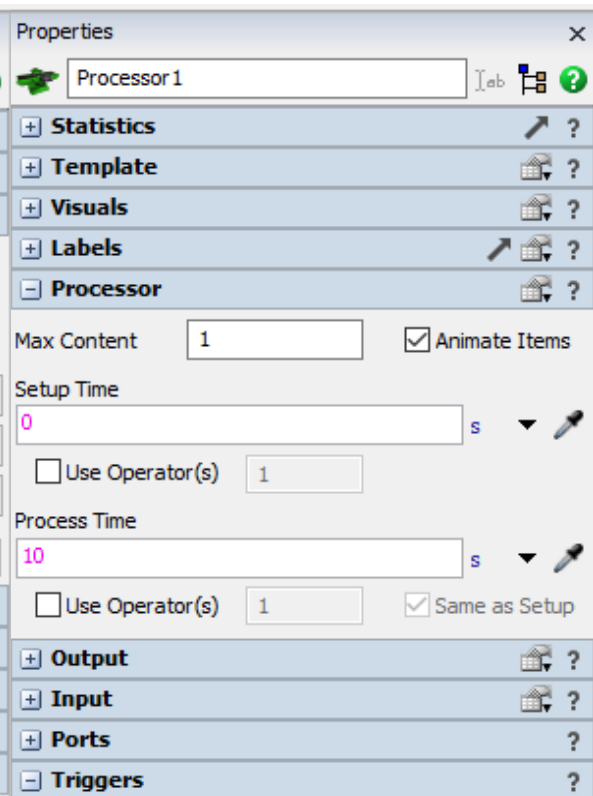 Properties
Processor1
Statistics ?
Template ?
Visuals ?
Labels ?
Processor ?
Max Content 1 Animate Items
Setup Time
0 s
Use Operator(s) 1
Process Time
10 s
Use Operator(s) 1 Same as Setup
Output ?
Input ?
Ports ?
Triggers ?